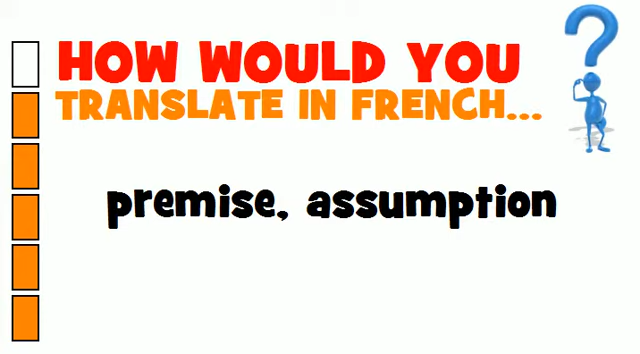 HOW WOULD YOU
TRANSLATE IN FRENCH...
premise, assumption